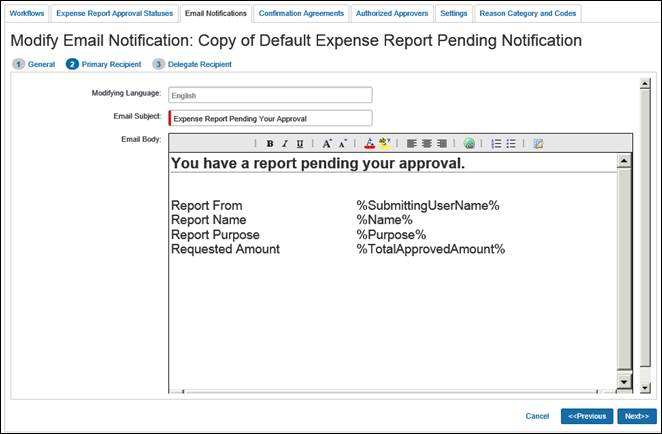 Workflows Expense Report Approval Statuses Email Notifications Confirmation Agreements Authorized Approvers Settings Reason Category and Codes
Modify Email Notification: Copy of Default Expense Report Pending Notification
1 General 2 Primary Recipient 3 Delegate Recipient
Modifying Language: English
Email Subject: Expense Report Pending Your Approval
Email Body:
B I U A A A ab
You have a report pending your approval.
Report From %SubmittingUserName%
Report Name %Name%
Report Purpose %Purpose%
Requested Amount %TotalApprovedAmount%
Cancel <<Previous Next>>